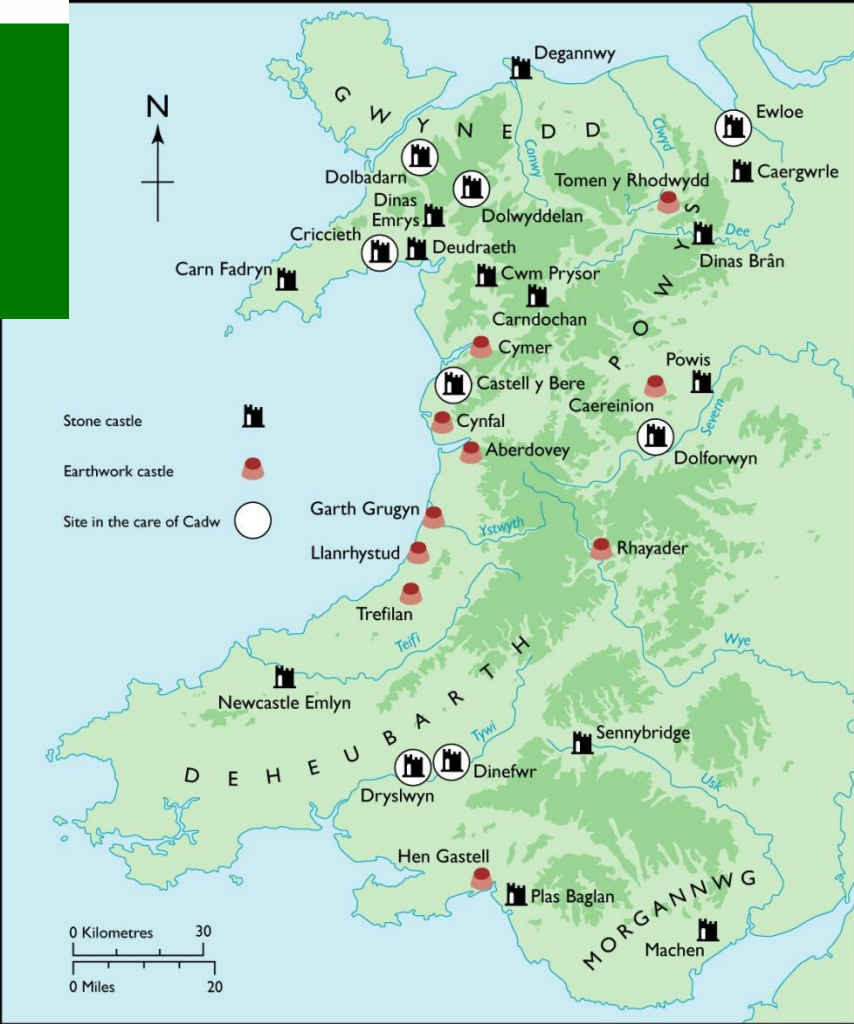 Degannwy
N
GWYNEDD
Ewloe
Clwyd
Conwy
Dolbadarn
Caergwrle
Tomen y Rhodwydd
Dinas
Emrys
Dolwyddelan
Criccieth
Deudraeth
Dee
Dinas Brân
Carn Fadryn
Cwm Prysor
POWYS
Carndochan
Cymer
Powis
Castell y Bere
Caereinion
Severn
Stone castle
Cynfal
Aberdovey
Dolforwyn
Earthwork castle
Garth Grugyn
Site in the care of Cadw
Ystwyth
Llanrhystud
Rhayader
Trefilan
Teifi
Wye
Newcastle Emlyn
DEHEUBARTH
Tywi
Sennybridge
Dinefwr
Usk
Dryslwyn
Hen Gastell
Plas Baglan
MORGANNWG
Machen
0 Kilometres 30
0 Miles 20